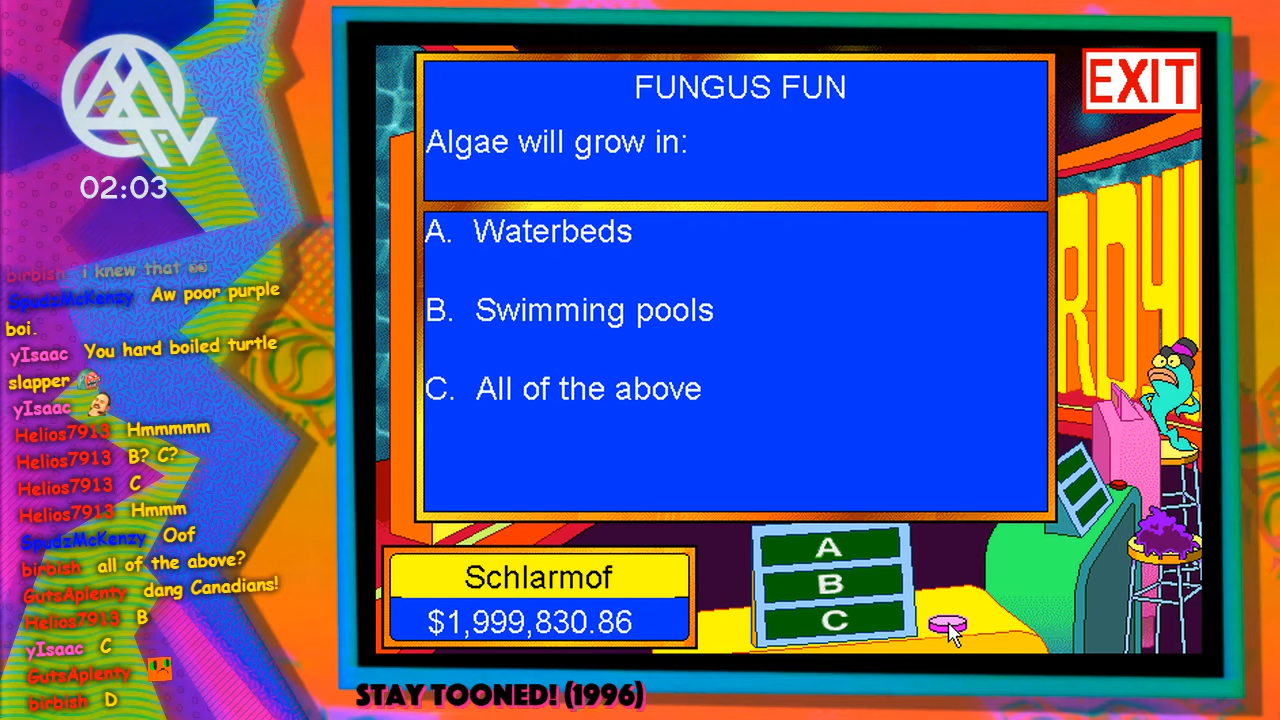 02:03
birbish i knew that
SpudzMcKenzy Aw poor purple
boi.
yIsaac You hard boiled turtle
slapper
yIsaac
Helios7913 Hmmmmm
Helios7913 B? C?
Helios7913 C
Helios7913 Hmmm
SpudzMcKenzy Oof
birbish all of the above?
GutsAplenty dang Canadians!
Helios7913 B
yIsaac C
GutsAplenty
birbish D
FUNGUS FUN
Algae will grow in:
A. Waterbeds
B. Swimming pools
C. All of the above
EXIT
ROY
Schlarmof
$1,999,830.86
A
B
C
STAY TOONED! (1996)